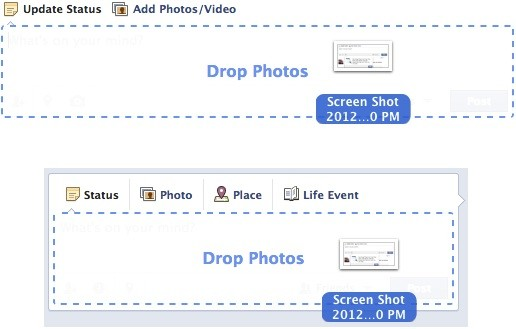 Update Status Add Photos/Video
What's on your mind?
Drop Photos
Screen Shot
2012...0 PM
Post
Status Photo Place Life Event
What's on your mind?
Drop Photos
Screen Shot
2012...0 PM
Post